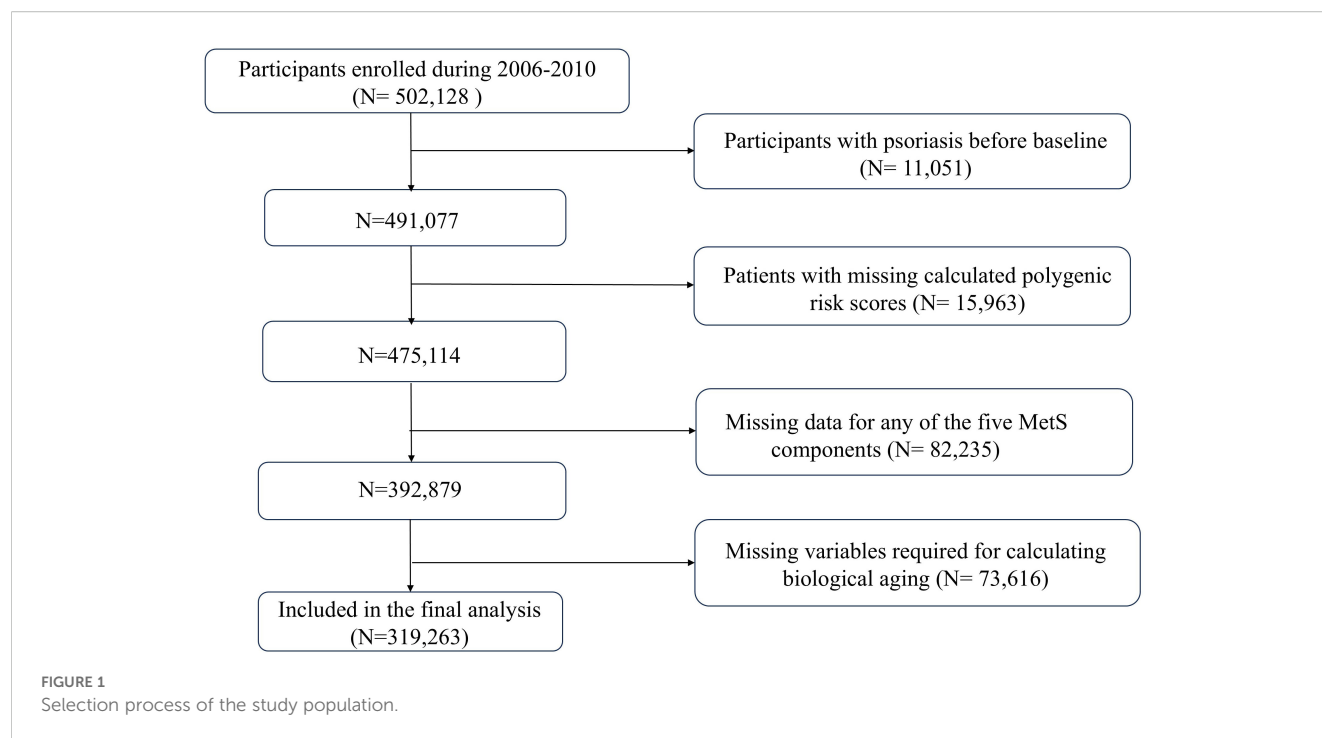 Participants enrolled during 2006-2010
(N= 502,128 )
Participants with psoriasis before baseline
(N= 11,051)
N=491,077
Patients with missing calculated polygenic
risk scores (N= 15,963)
N=475,114
Missing data for any of the five MetS
components (N= 82,235)
N=392,879
Missing variables required for calculating
biological aging (N= 73,616)
Included in the final analysis
(N=319,263)
FIGURE 1
Selection process of the study population.